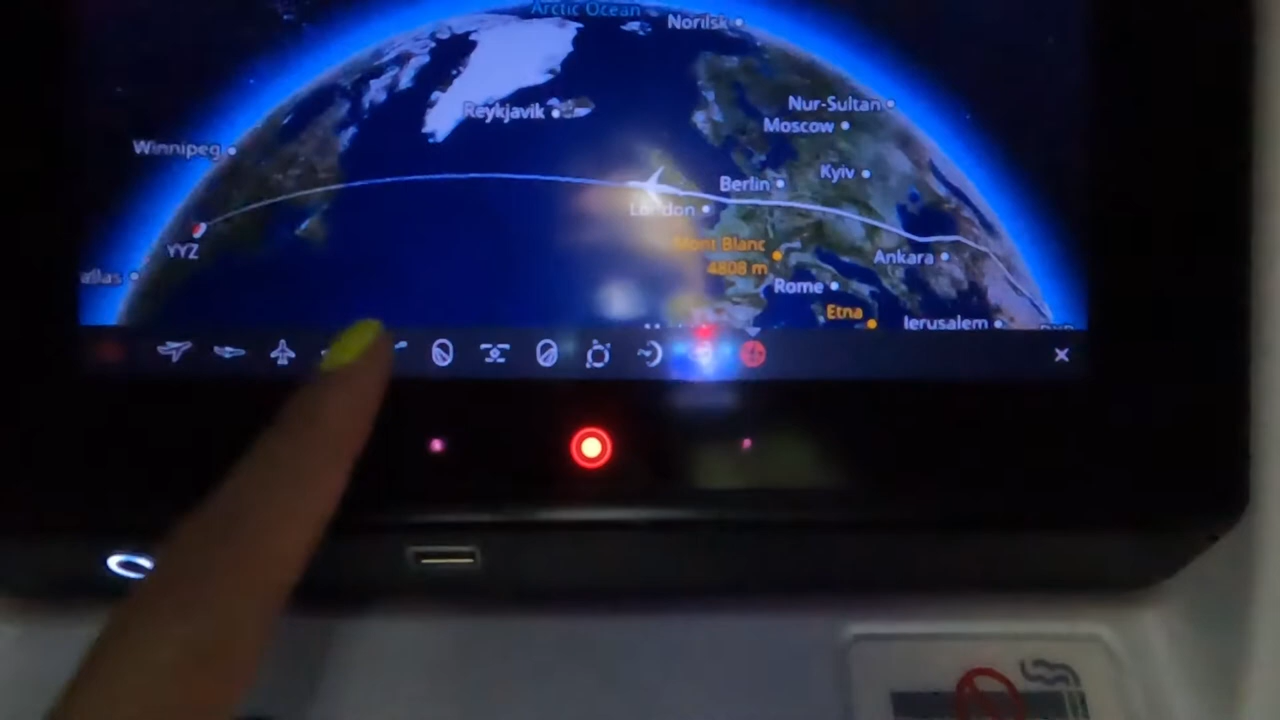 Arctic Ocean
Norilsk
Nur-Sultan
Reykjavik
Moscow
Winnipeg
Kyiv
Berlin
London
YYZ
Mont Blanc
4808 m
Ankara
allas
Rome
Etna
Jerusalem